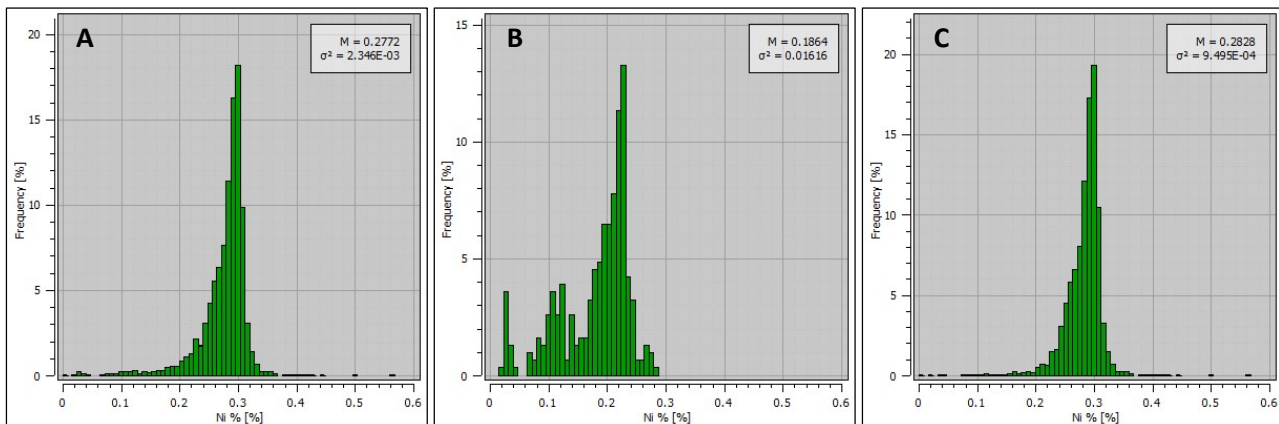 A
M = 0.2772
σ² = 2.346E-03
20
15
10
5
0
Frequency [%]
0 0.1 0.2 0.3 0.4 0.5 0.6
Ni % [%]
B
M = 0.1864
σ² = 0.01616
15
10
5
0
Frequency [%]
0 0.1 0.2 0.3 0.4 0.5 0.6
Ni % [%]
C
M = 0.2828
σ² = 9.495E-04
20
15
10
5
0
Frequency [%]
0 0.1 0.2 0.3 0.4 0.5 0.6
Ni % [%]